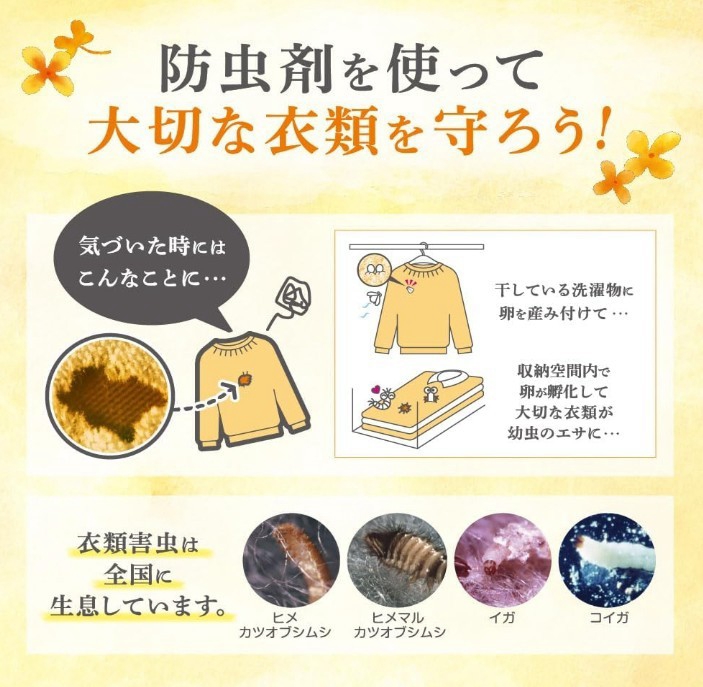 防虫剤を使って
大切な衣類を守ろう!
気づいた時には
こんなことに…
干している洗濯物に
卵を産み付けて…
収納空間内で
卵が孵化して
大切な衣類が
幼虫のエサに…
衣類害虫は
全国に
生息しています。
ヒメ
カツオブシムシ
ヒメマル
カツオブシムシ
イガ
コイガ